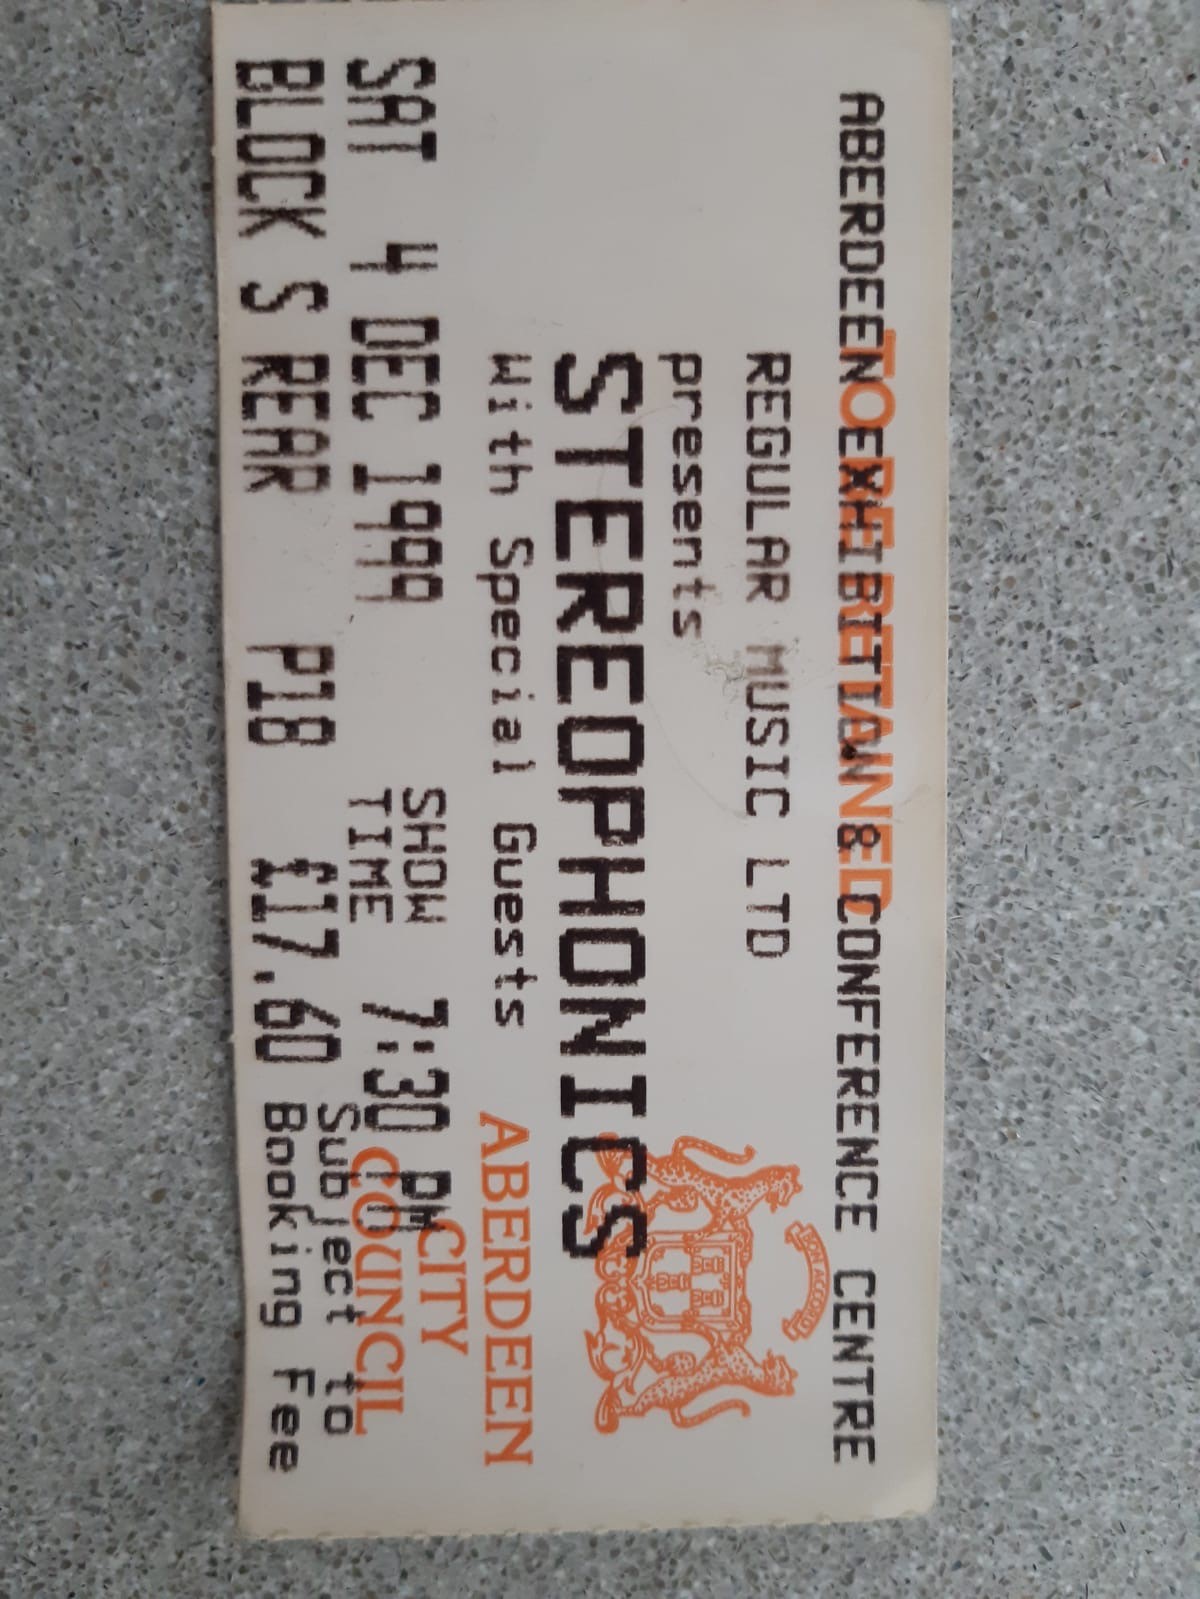 TO BE RETAINED
ABERDEEN EXHIBITION & CONFERENCE CENTRE
BON ACCORD
REGULAR MUSIC LTD
presents
STEREOPHONICS
With Special Guests
ABERDEEN
CITY
COUNCIL
SAT 4 DEC 1999
SHOW
TIME
7:30 PM
BLOCK S REAR P18 £17.60
Subject to
Booking Fee